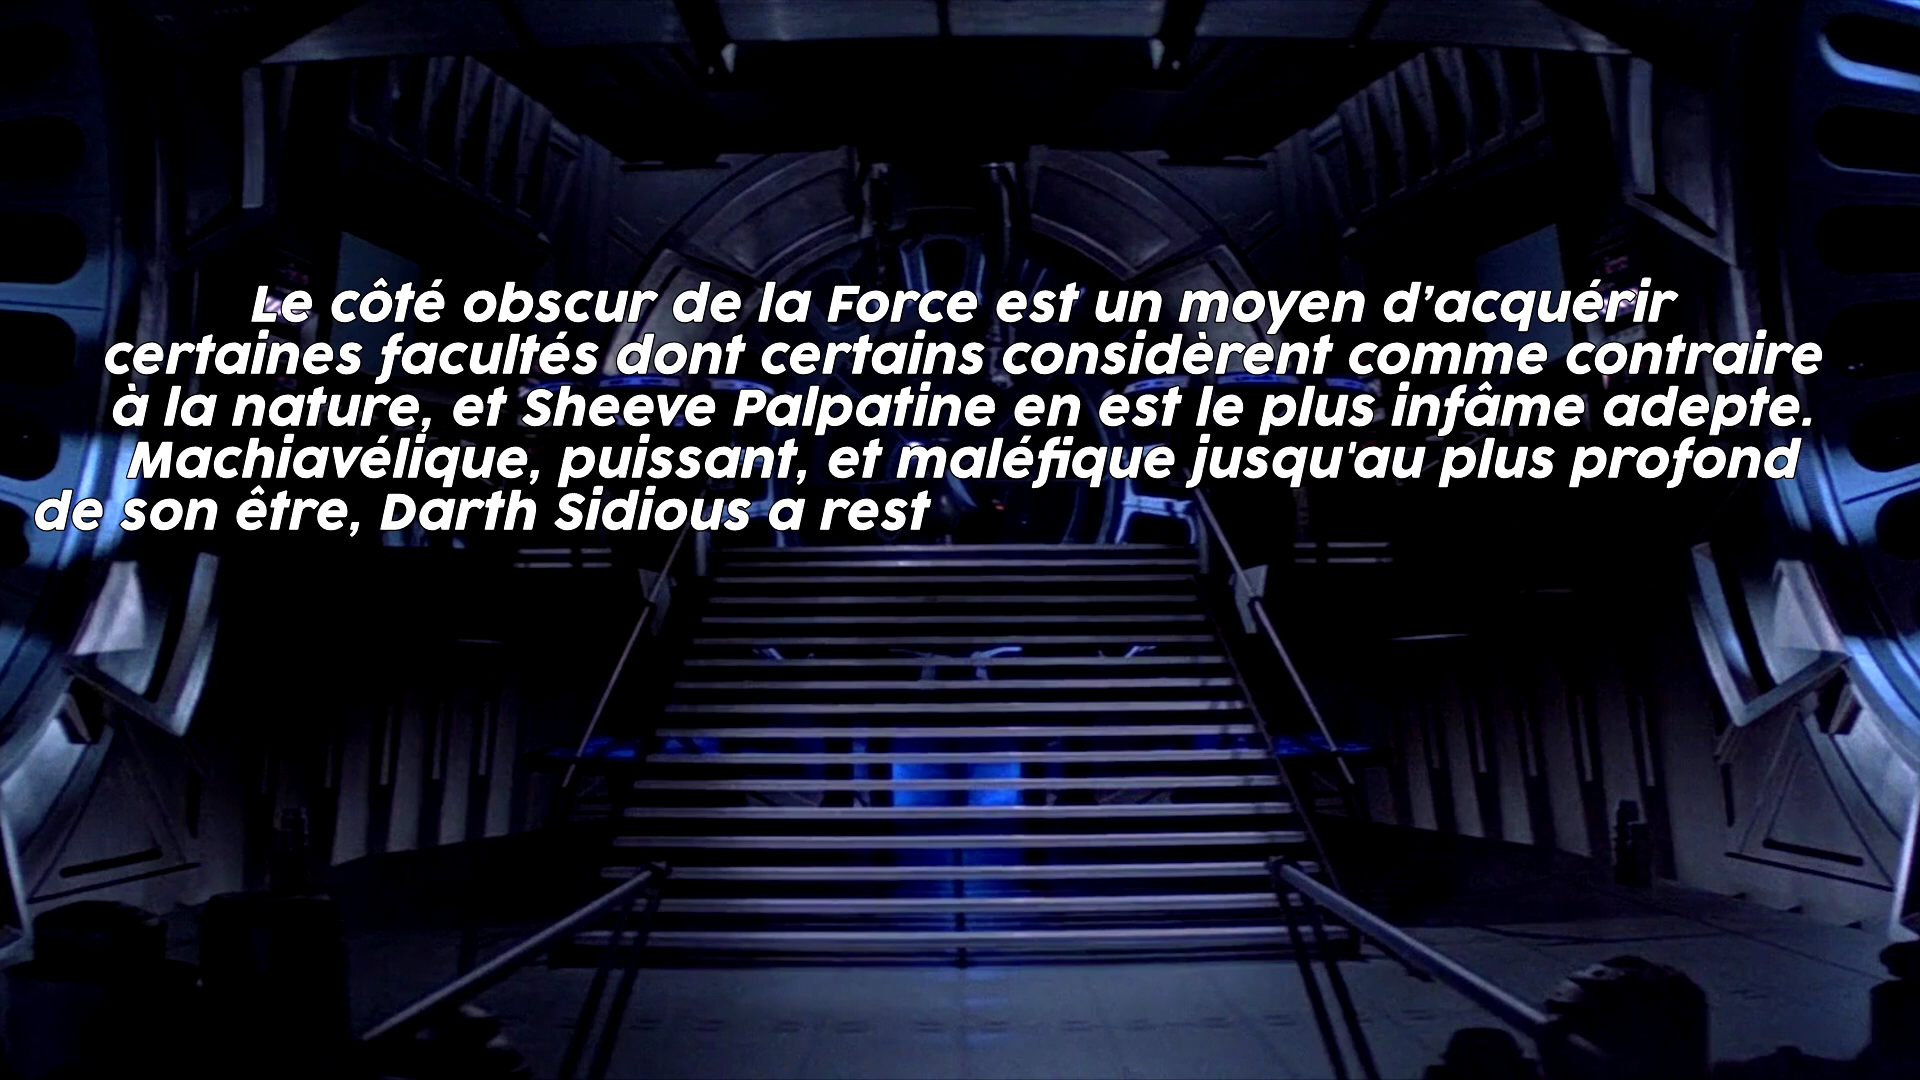 Le côté obscur de la Force est un moyen d’acquérir
certaines facultés dont certains considèrent comme contraire
à la nature, et Sheeve Palpatine en est le plus infâme adepte.
Machiavélique, puissant, et maléfique jusqu'au plus profond
de son être, Darth Sidious a rest